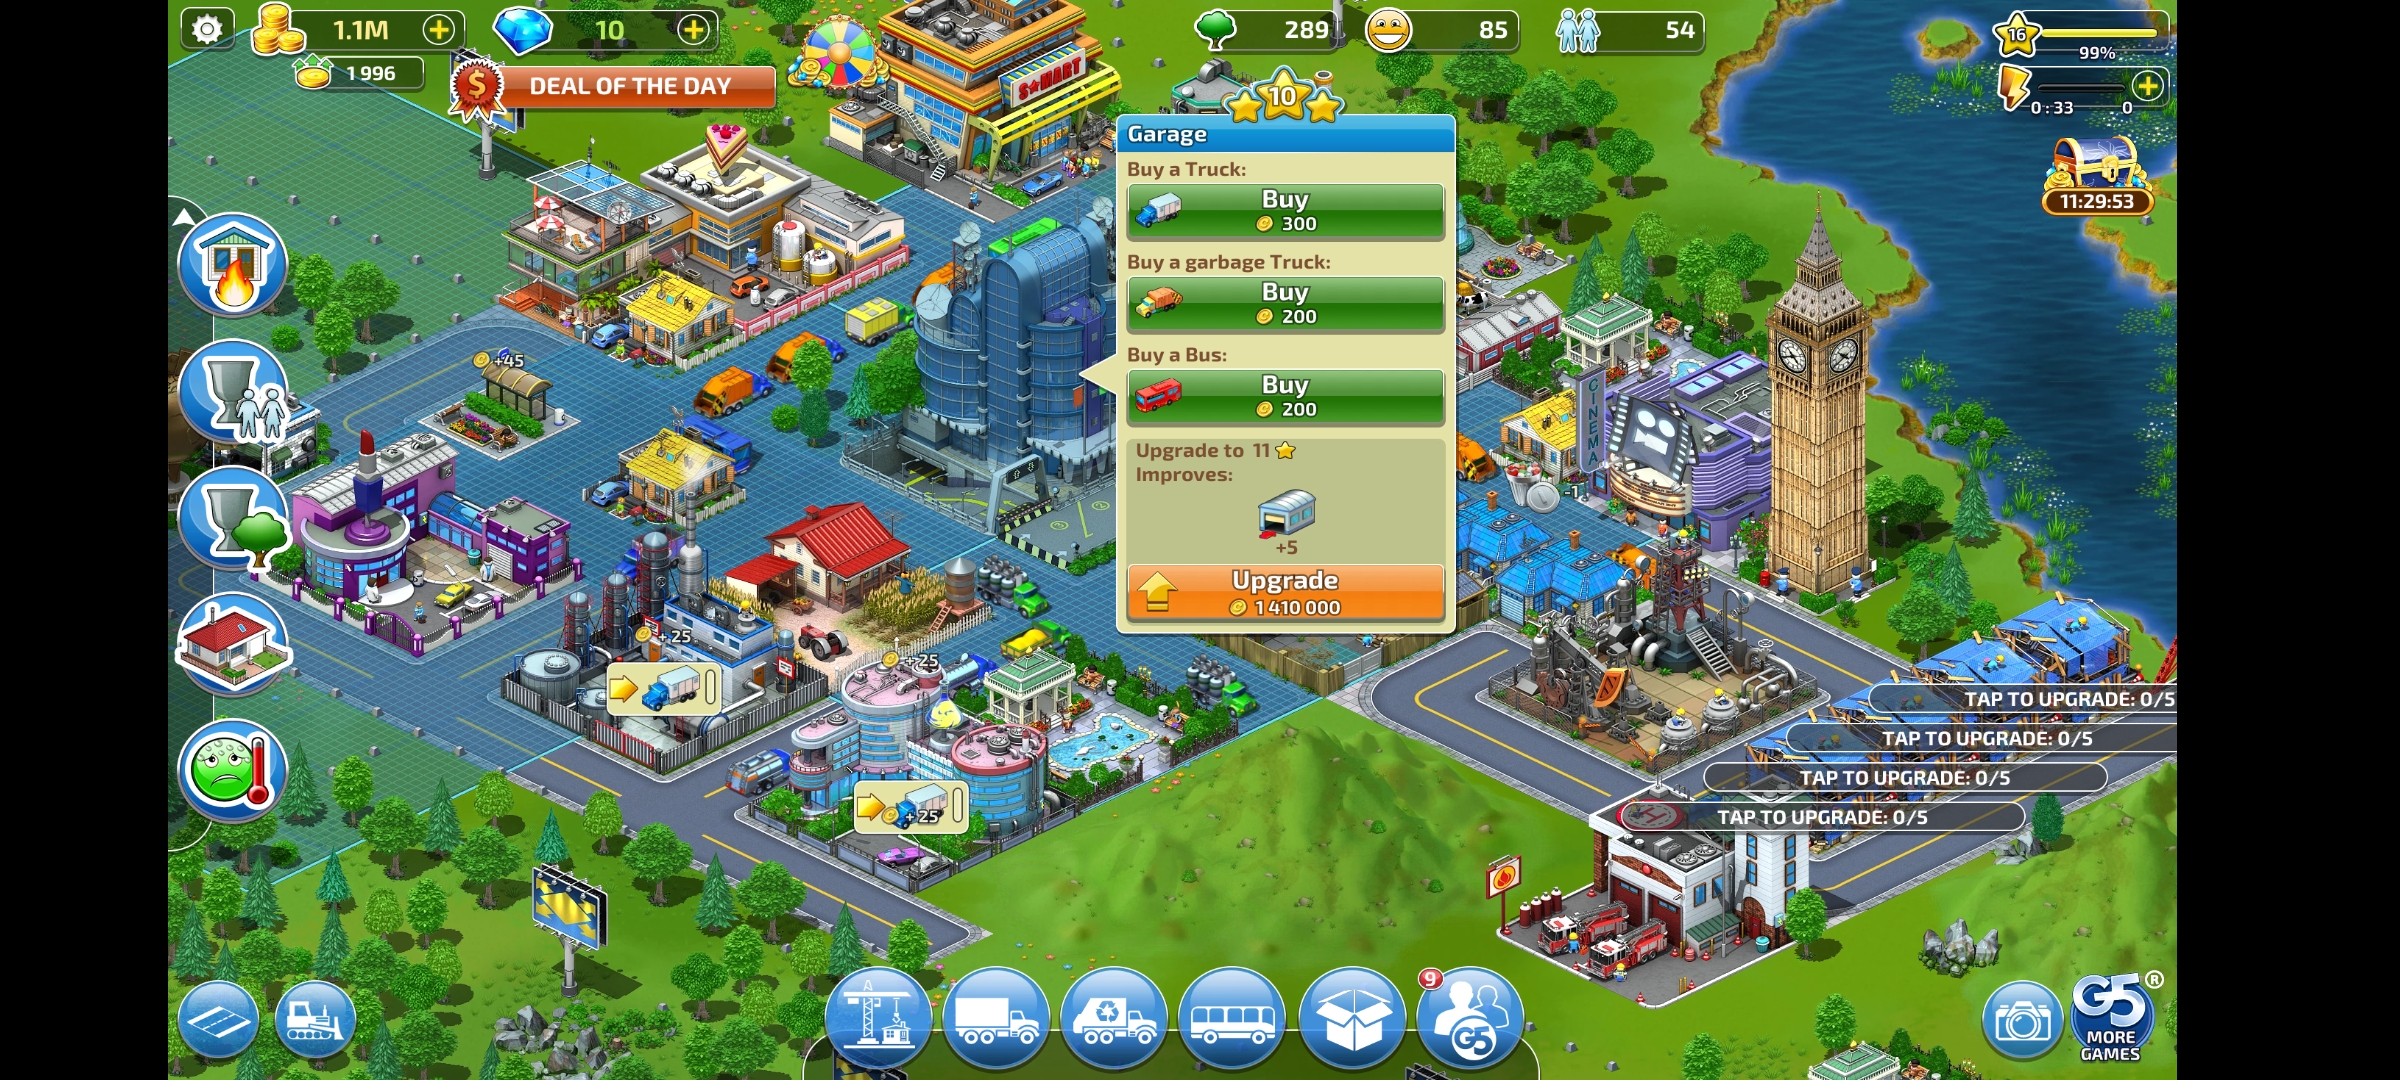 1.1M
10
289
85
54
16
99%
1 996
DEAL OF THE DAY
0:33
0
10
Garage
S★MART
Buy a Truck:
Buy
300
11:29:53
Buy a garbage Truck:
Buy
200
+45
Buy a Bus:
Buy
200
CINEMA
Upgrade to 11
Improves:
-1
+5
Upgrade
1 410 000
+25
+25
+25
TAP TO UPGRADE: 0/5
TAP TO UPGRADE: 0/5
TAP TO UPGRADE: 0/5
TAP TO UPGRADE: 0/5
H
9
A
G5
G5®
MORE
GAMES